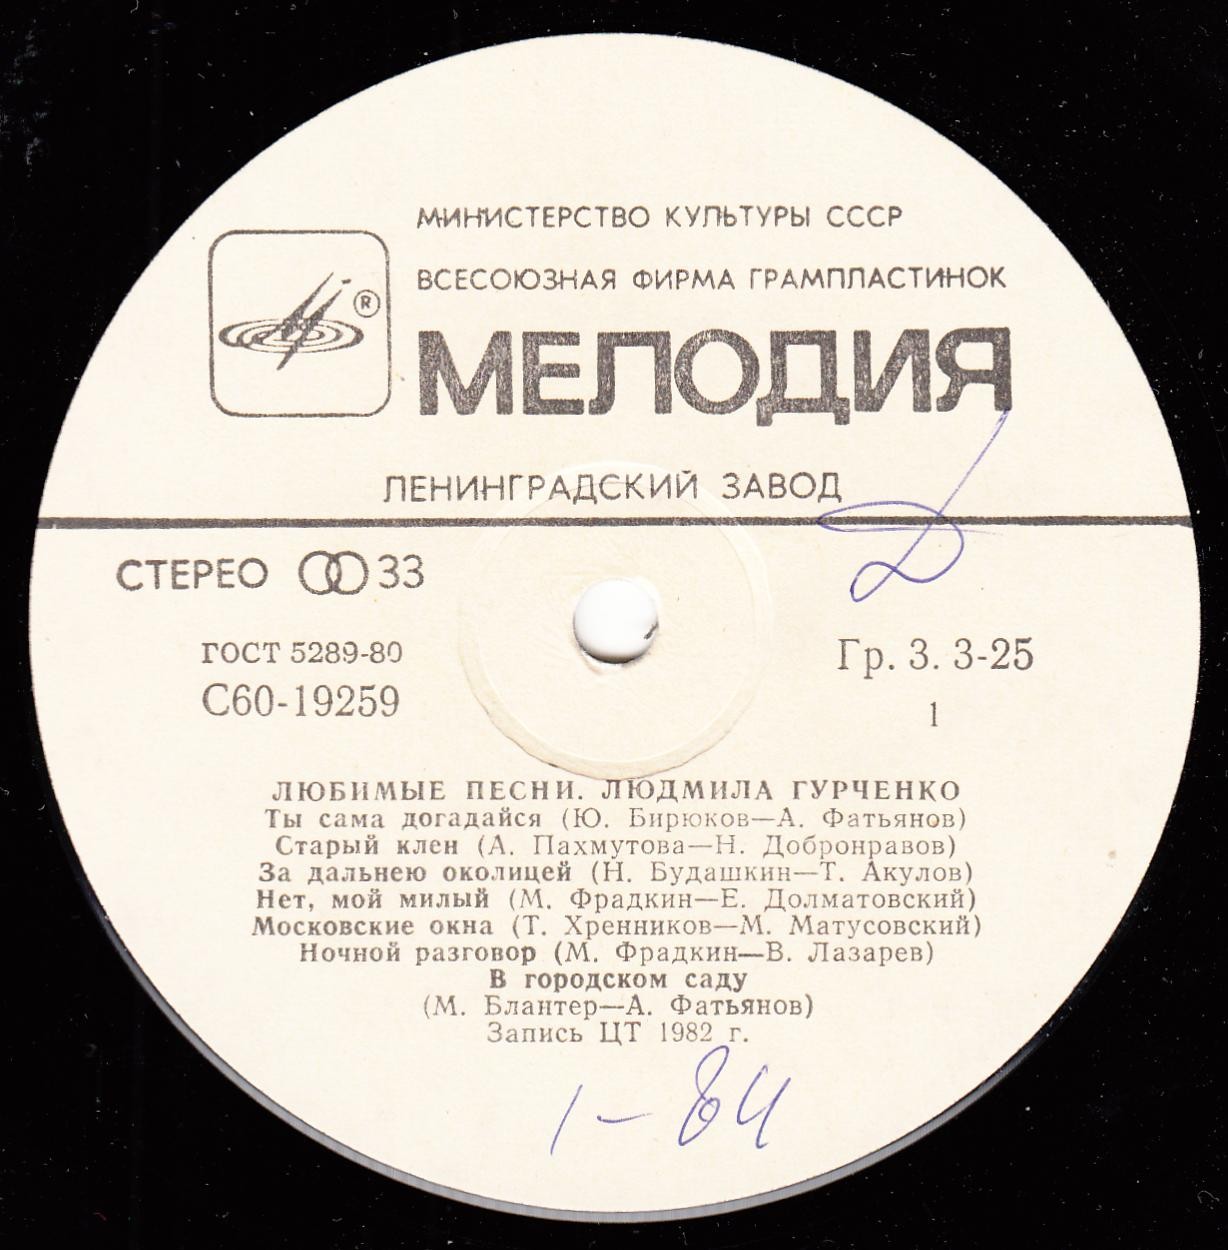 МИНИСТЕРСТВО КУЛЬТУРЫ СССР
ВСЕСОЮЗНАЯ ФИРМА ГРАМПЛАСТИНОК
®
МЕЛОДИЯ
ЛЕНИНГРАДСКИЙ ЗАВОД
СТЕРЕО 33
ГОСТ 5289-80
С60-19259
Гр. 3. 3-25
1
ЛЮБИМЫЕ ПЕСНИ. ЛЮДМИЛА ГУРЧЕНКО
Ты сама догадайся (Ю. Бирюков—А. Фатьянов)
Старый клен (А. Пахмутова—Н. Добронравов)
За дальнею околицей (Н. Будашкин—Т. Акулов)
Нет, мой милый (М. Фрадкин—Е. Долматовский)
Московские окна (Т. Хренников—М. Матусовский)
Ночной разговор (М. Фрадкин—В. Лазарев)
В городском саду
(М. Блантер—А. Фатьянов)
Запись ЦТ 1982 г.
1-84